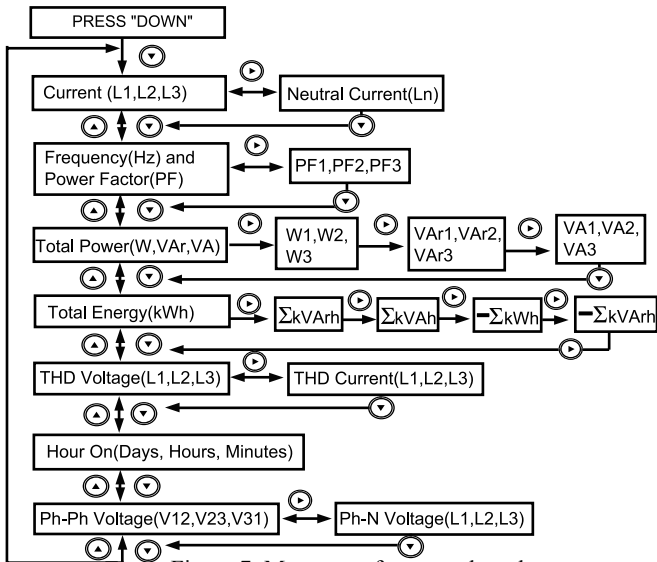 PRESS "DOWN"
Current (L1,L2,L3)
Neutral Current(Ln)
Frequency(Hz) and
Power Factor(PF)
PF1,PF2,PF3
Total Power(W,VAr,VA)
W1,W2,
W3
VAr1,VAr2,
VAr3
VA1,VA2,
VA3
Total Energy(kWh)
ΣkVArh
ΣkVAh
−ΣkWh
−ΣkVArh
THD Voltage(L1,L2,L3)
THD Current(L1,L2,L3)
Hour On(Days, Hours, Minutes)
Ph-Ph Voltage(V12,V23,V31)
Ph-N Voltage(L1,L2,L3)